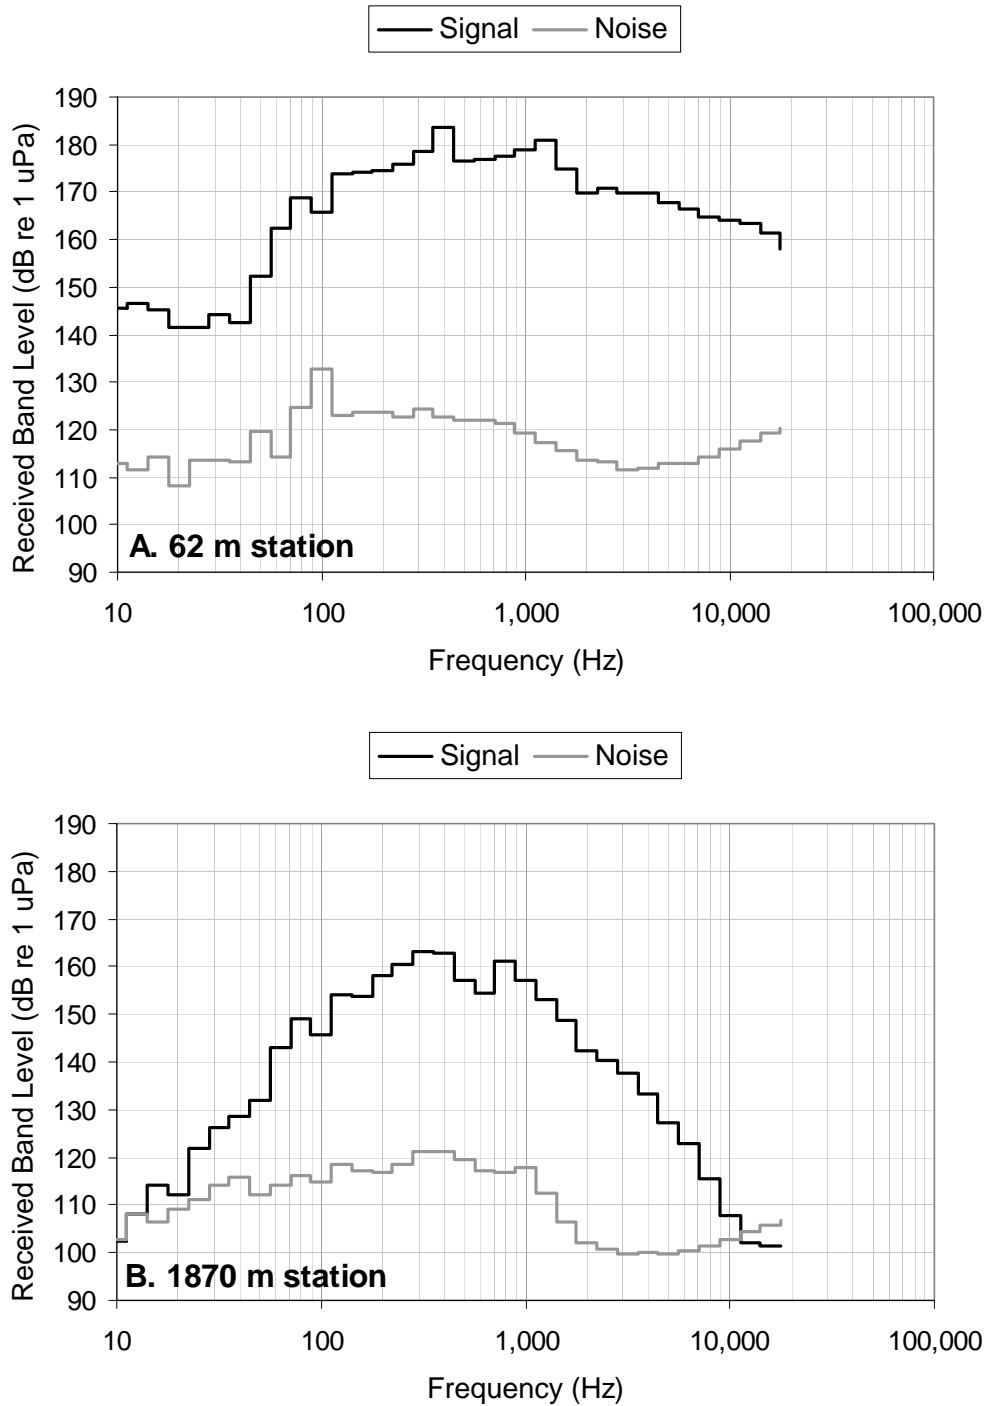 Signal Noise
190
180
170
160
150
140
130
120
110
100
90
Received Band Level (dB re 1 uPa)
A. 62 m station
10 100 1,000 10,000 100,000
Frequency (Hz)
Signal Noise
190
180
170
160
150
140
130
120
110
100
90
Received Band Level (dB re 1 uPa)
B. 1870 m station
10 100 1,000 10,000 100,000
Frequency (Hz)